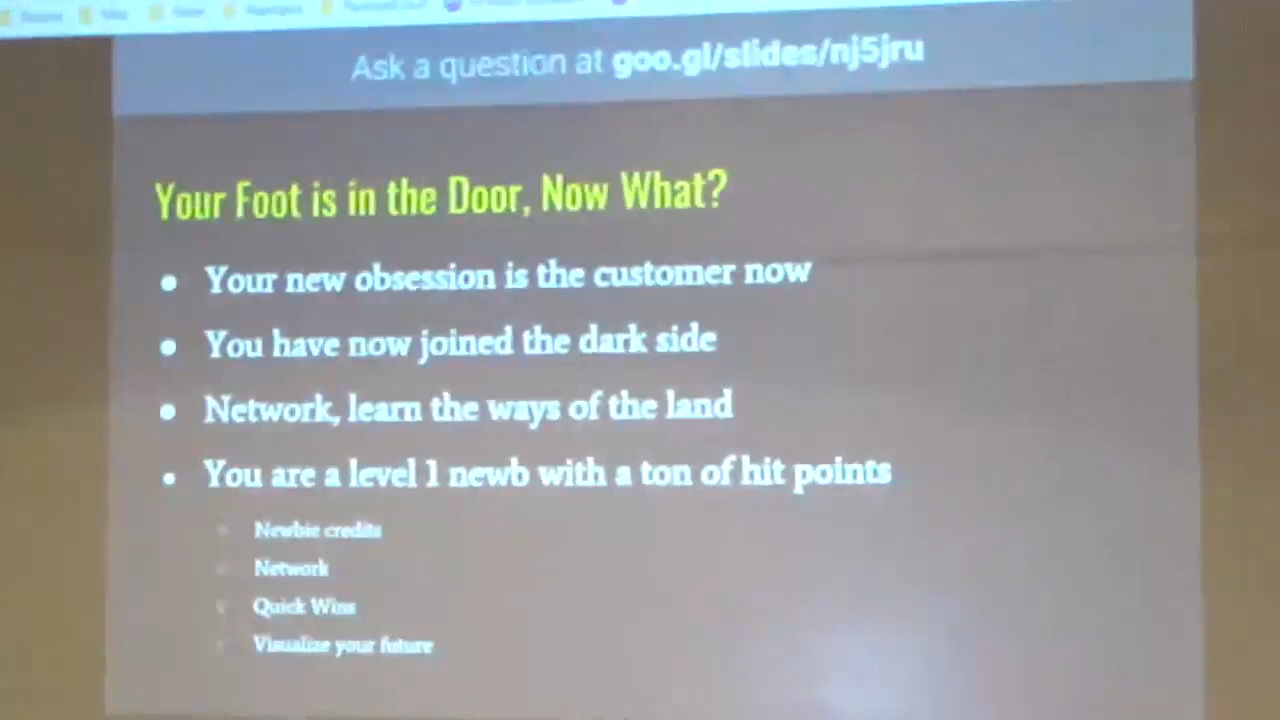 Ask a question at goo.gl/slides/nj5jru
Your Foot is in the Door, Now What?
Your new obsession is the customer now
You have now joined the dark side
Network, learn the ways of the land
You are a level 1 newb with a ton of hit points
Newbie credits
Network
Quick Wins
Visualize your future